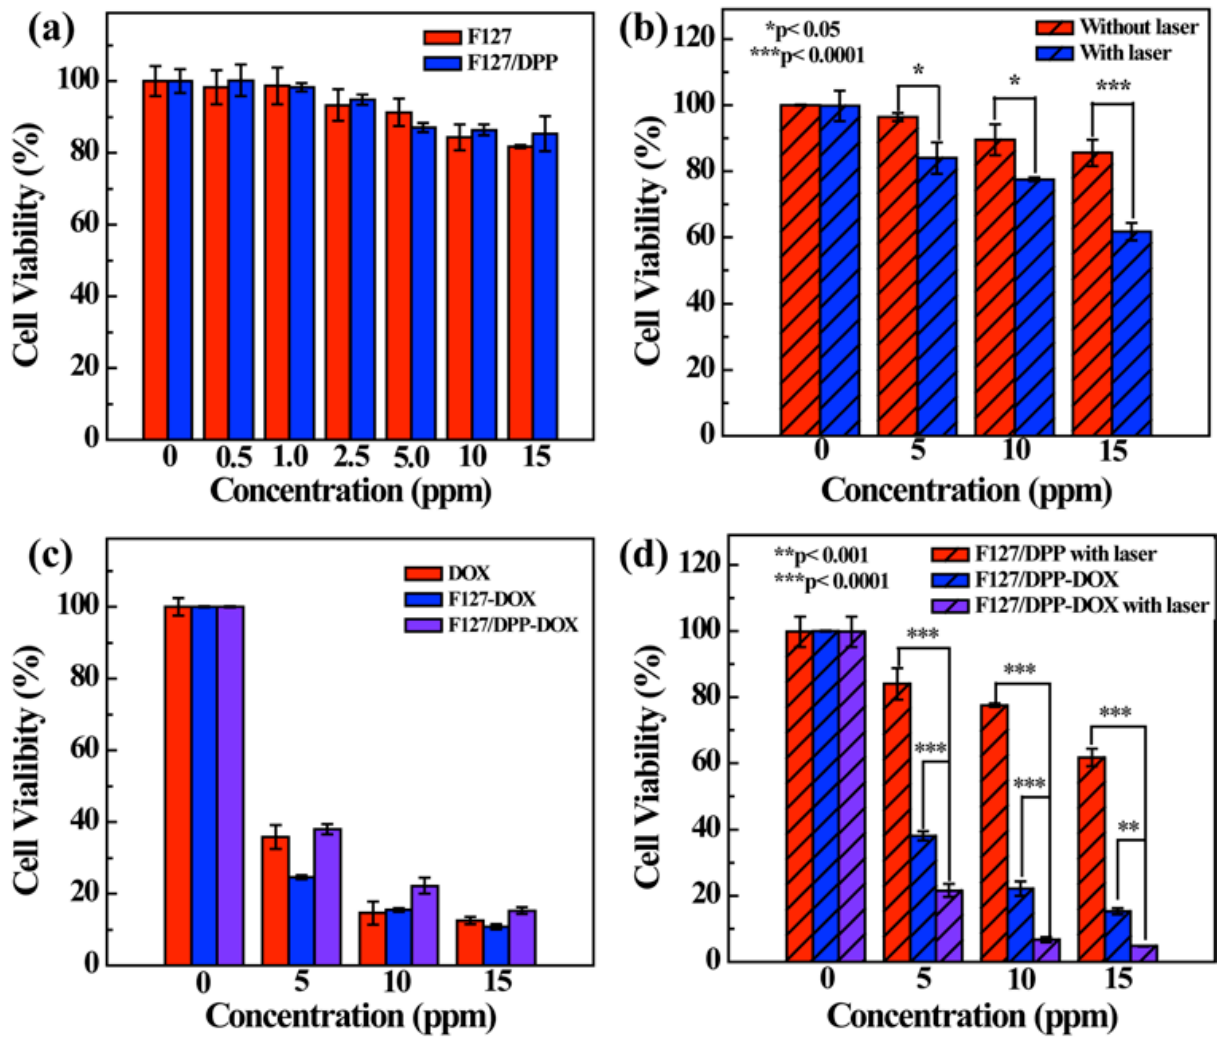 (a)
F127
F127/DPP
100
80
60
40
20
0
Cell Viability (%)
0 0.5 1.0 2.5 5.0 10 15
Concentration (ppm)
(b)
*p< 0.05
***p< 0.0001
Without laser
With laser
* * ***
120
100
80
60
40
20
0
Cell Viability (%)
0 5 10 15
Concentration (ppm)
(c)
DOX
F127-DOX
F127/DPP-DOX
100
80
60
40
20
0
Cell Vialibity (%)
0 5 10 15
Concentration (ppm)
(d)
**p< 0.001
***p< 0.0001
F127/DPP with laser
F127/DPP-DOX
F127/DPP-DOX with laser
*** *** ***
*** *** **
120
100
80
60
40
20
0
Cell Viability (%)
0 5 10 15
Concentration (ppm)